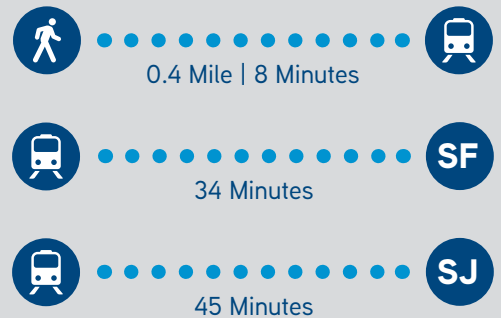 0.4 Mile | 8 Minutes
SF
34 Minutes
SJ
45 Minutes